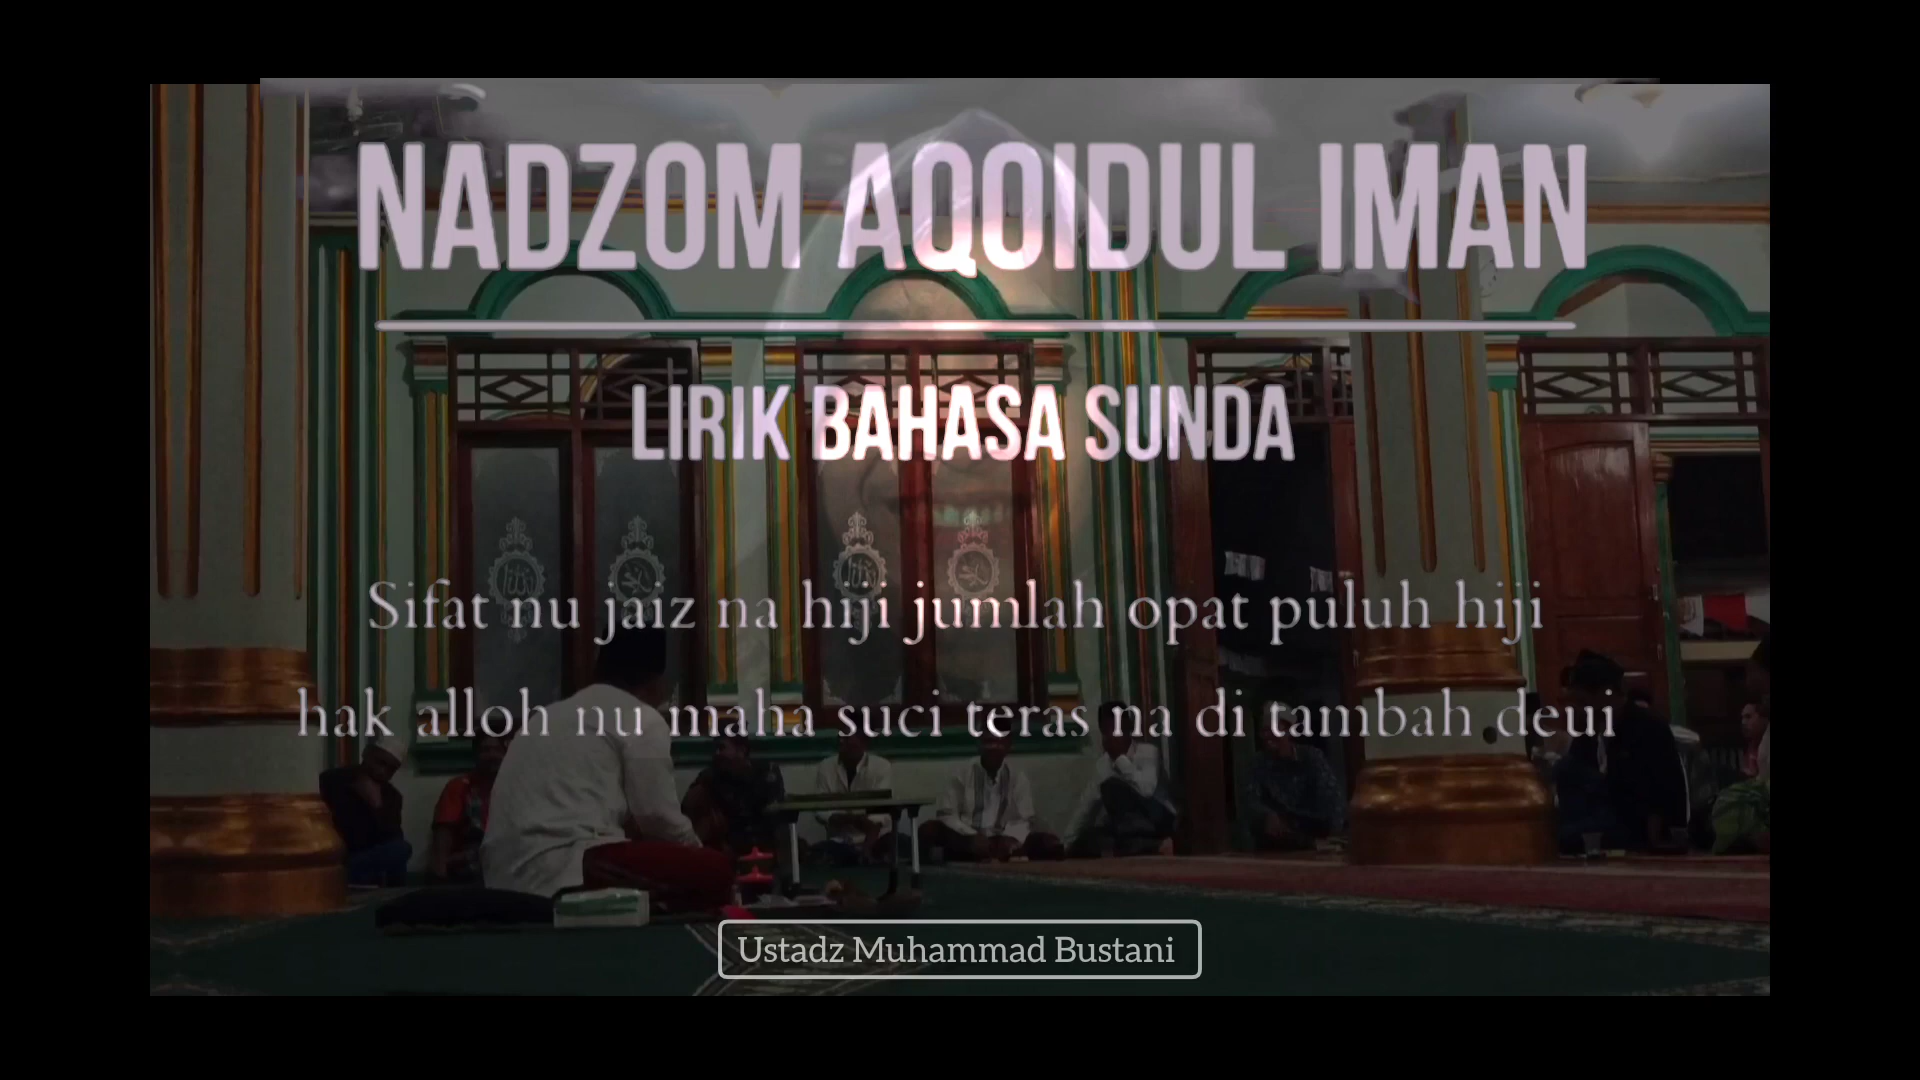 NADZOM AQOIDUL IMAN
LIRIK BAHASA SUNDA
Sifat nu jaiz na hiji jumlah opat puluh hiji
hak alloh nu maha suci teras na di tambah deui
Ustadz Muhammad Bustani